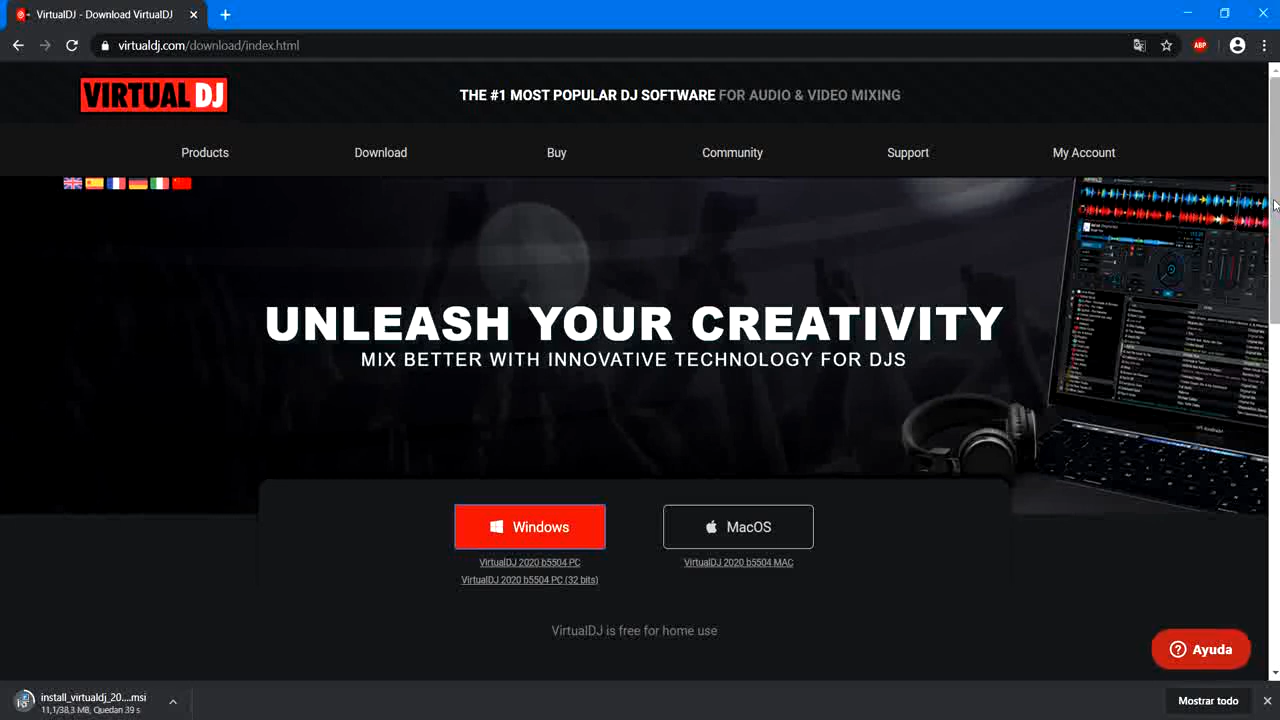 VirtualDJ - Download VirtualDJ
virtualdj.com/download/index.html
ABP
VIRTUAL DJ
THE #1 MOST POPULAR DJ SOFTWARE FOR AUDIO & VIDEO MIXING
Products
Download
Buy
Community
Support
My Account
UNLEASH YOUR CREATIVITY
MIX BETTER WITH INNOVATIVE TECHNOLOGY FOR DJS
Windows
MacOS
VirtualDJ 2020 b5504 PC
VirtualDJ 2020 b5504 MAC
VirtualDJ 2020 b5504 PC (32 bits)
VirtualDJ is free for home use
Ayuda
install_virtualdj_20....msi
11,1/38,3 MB, Quedan 39 s
Mostrar todo